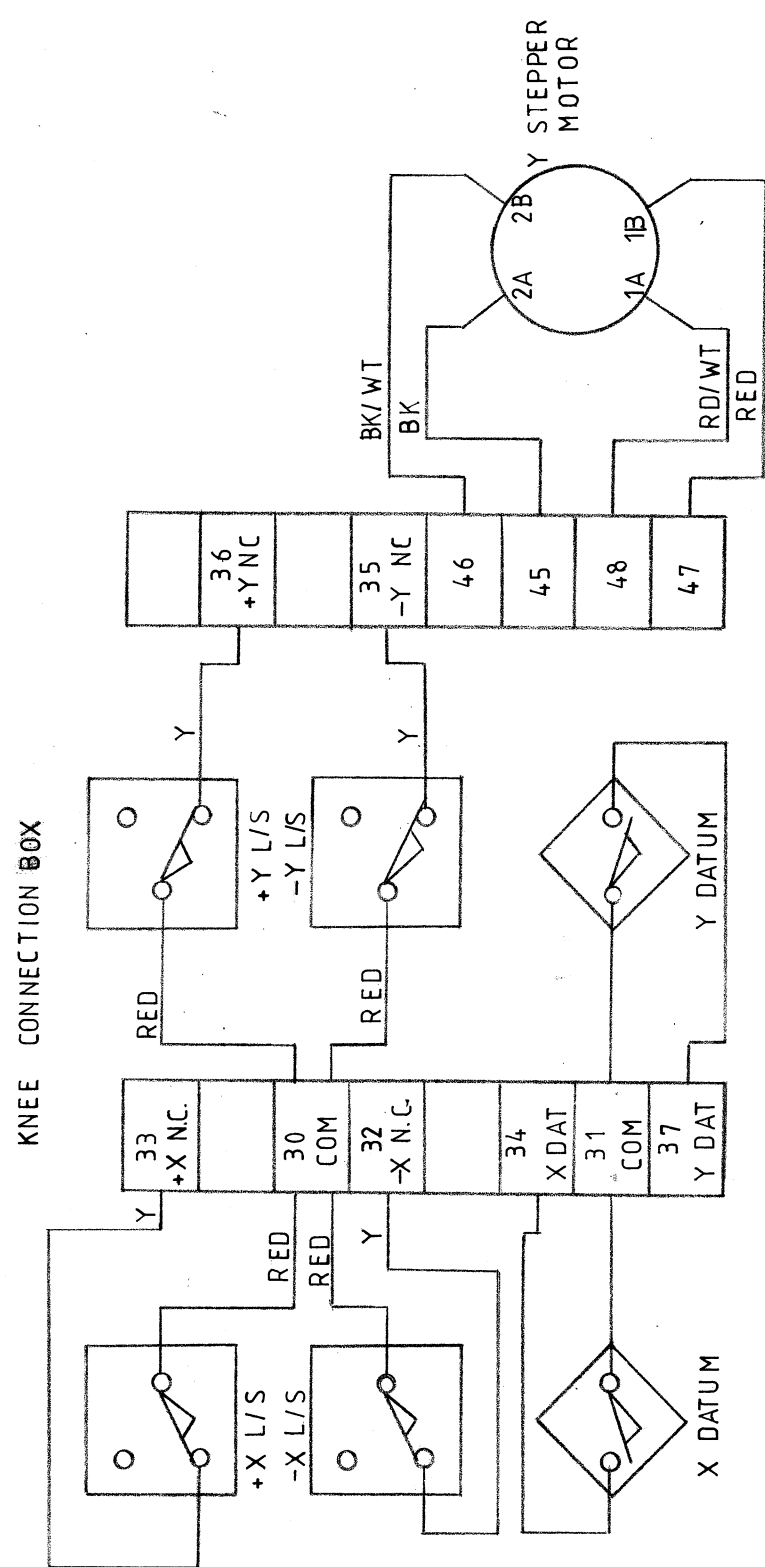 KNEE CONNECTION BOX
Y
RED
RED
Y
+X L/S
-X L/S
X DATUM
33
+X N.C.
30
COM
32
-X N.C.
34
X DAT
31
COM
37
Y DAT
RED
RED
Y
Y
+Y L/S
-Y L/S
Y DATUM
36
+Y NC
35
-Y NC
46
45
48
47
BK/WT
BK
RD/WT
RED
2A
2B
1A
1B
Y STEPPER
MOTOR